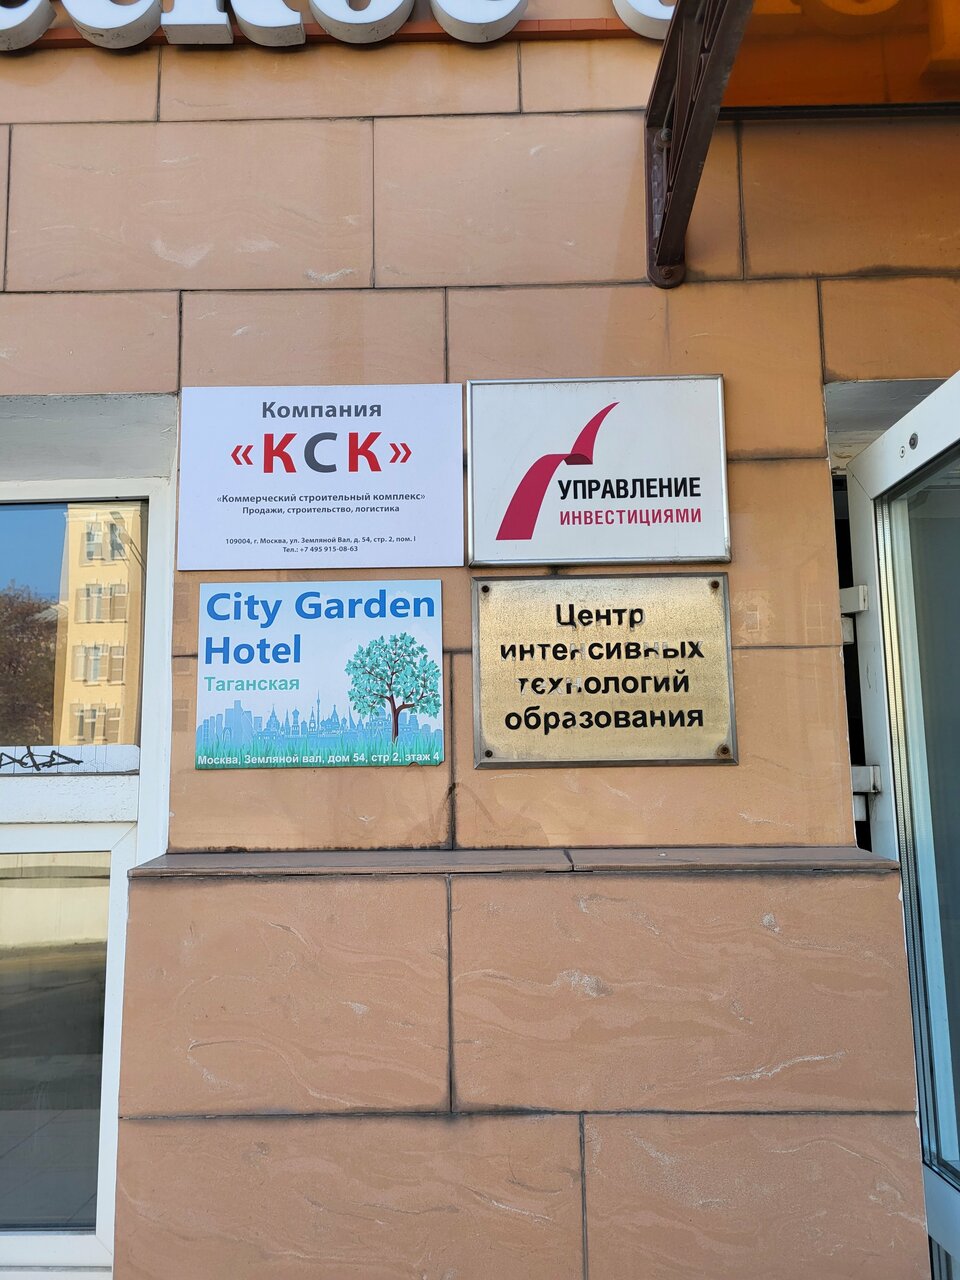 Компания
«КСК»
«Коммерческий строительный комплекс»
Продажи, строительство, логистика
109004, г. Москва, ул. Земляной Вал, д. 54, стр. 2, пом. I
Тел.: +7 495 915-08-63
УПРАВЛЕНИЕ
ИНВЕСТИЦИЯМИ
City Garden
Hotel
Таганская
Москва, Земляной вал, дом 54, стр 2, этаж 4
Центр
интенсивных
технологий
образования